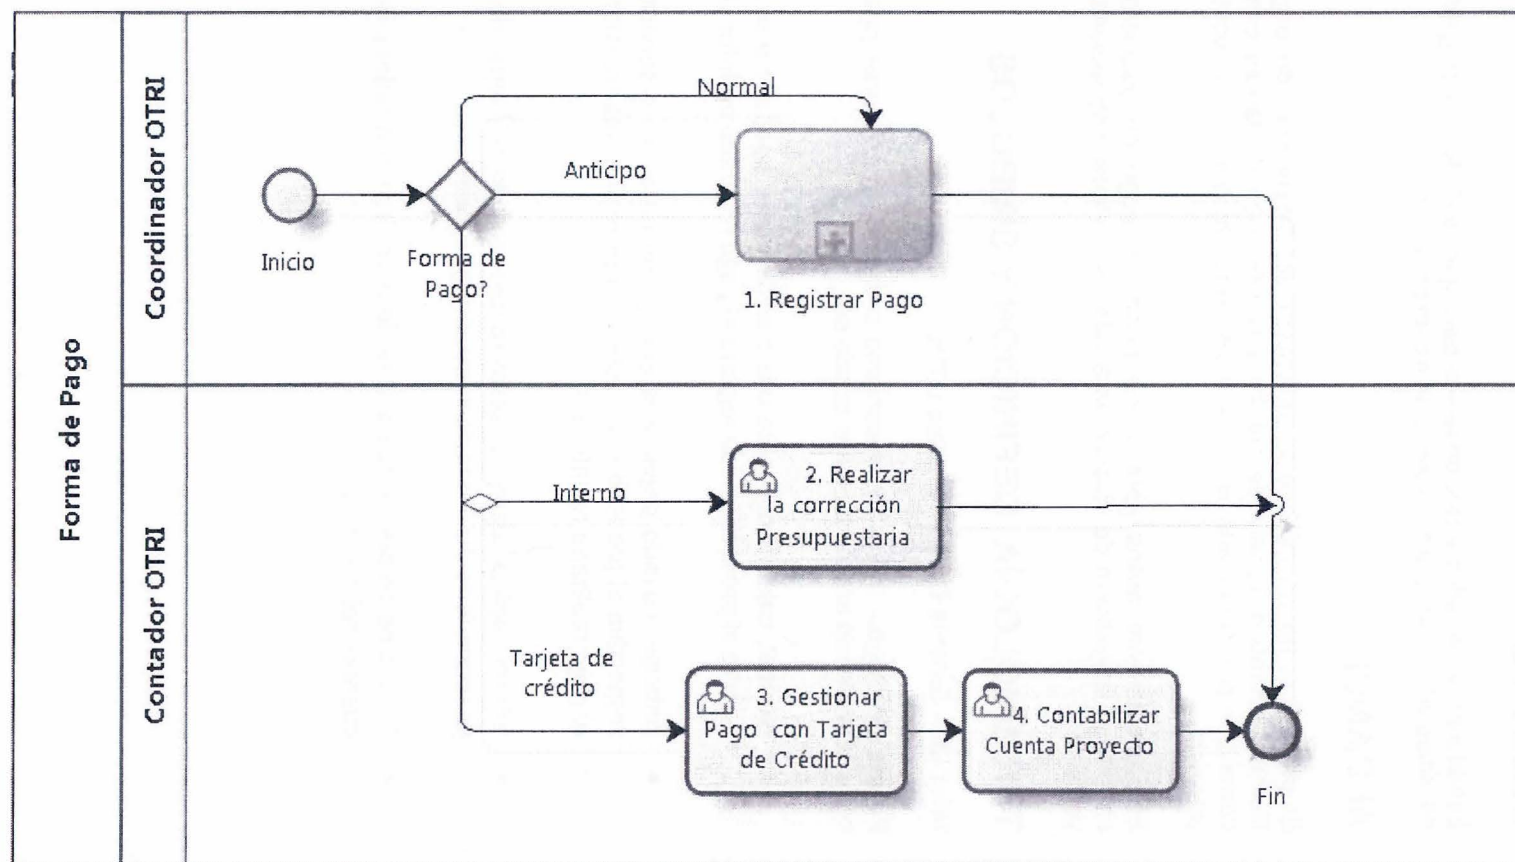 Forma de Pago
Coordinador OTRI
Contador OTRI
Normal
Anticipo
Inicio
Forma de
Pago?
1. Registrar Pago
Interno
2. Realizar
la corrección
Presupuestaria
Tarjeta de
crédito
3. Gestionar
Pago con Tarjeta
de Crédito
4. Contabilizar
Cuenta Proyecto
Fin